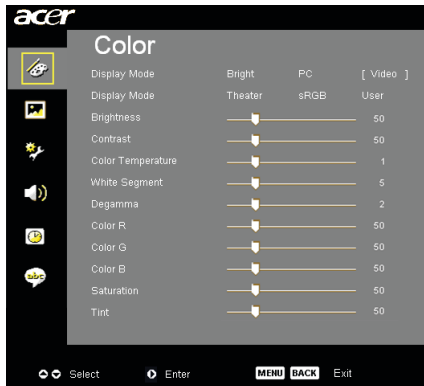 acer
Color
Display Mode Bright PC [ Video ]
Display Mode Theater sRGB User
Brightness 50
Contrast 50
Color Temperature 1
White Segment 5
Degamma 2
Color R 50
Color G 50
Color B 50
Saturation 50
Tint 50
abc
Select Enter MENU BACK Exit